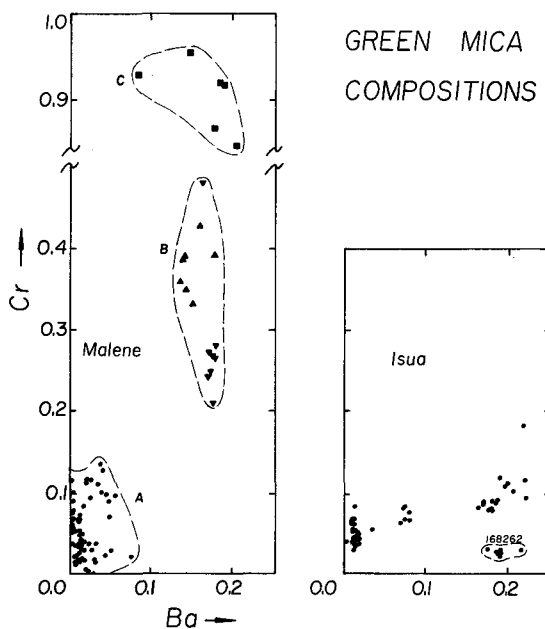 GREEN MICA
COMPOSITIONS
1.0
C
0.9
0.4
B
Cr
0.3
Malene
Isua
0.2
0.1
A
168262
0.0
0.1
0.2
0.0
0.1
0.2
Ba